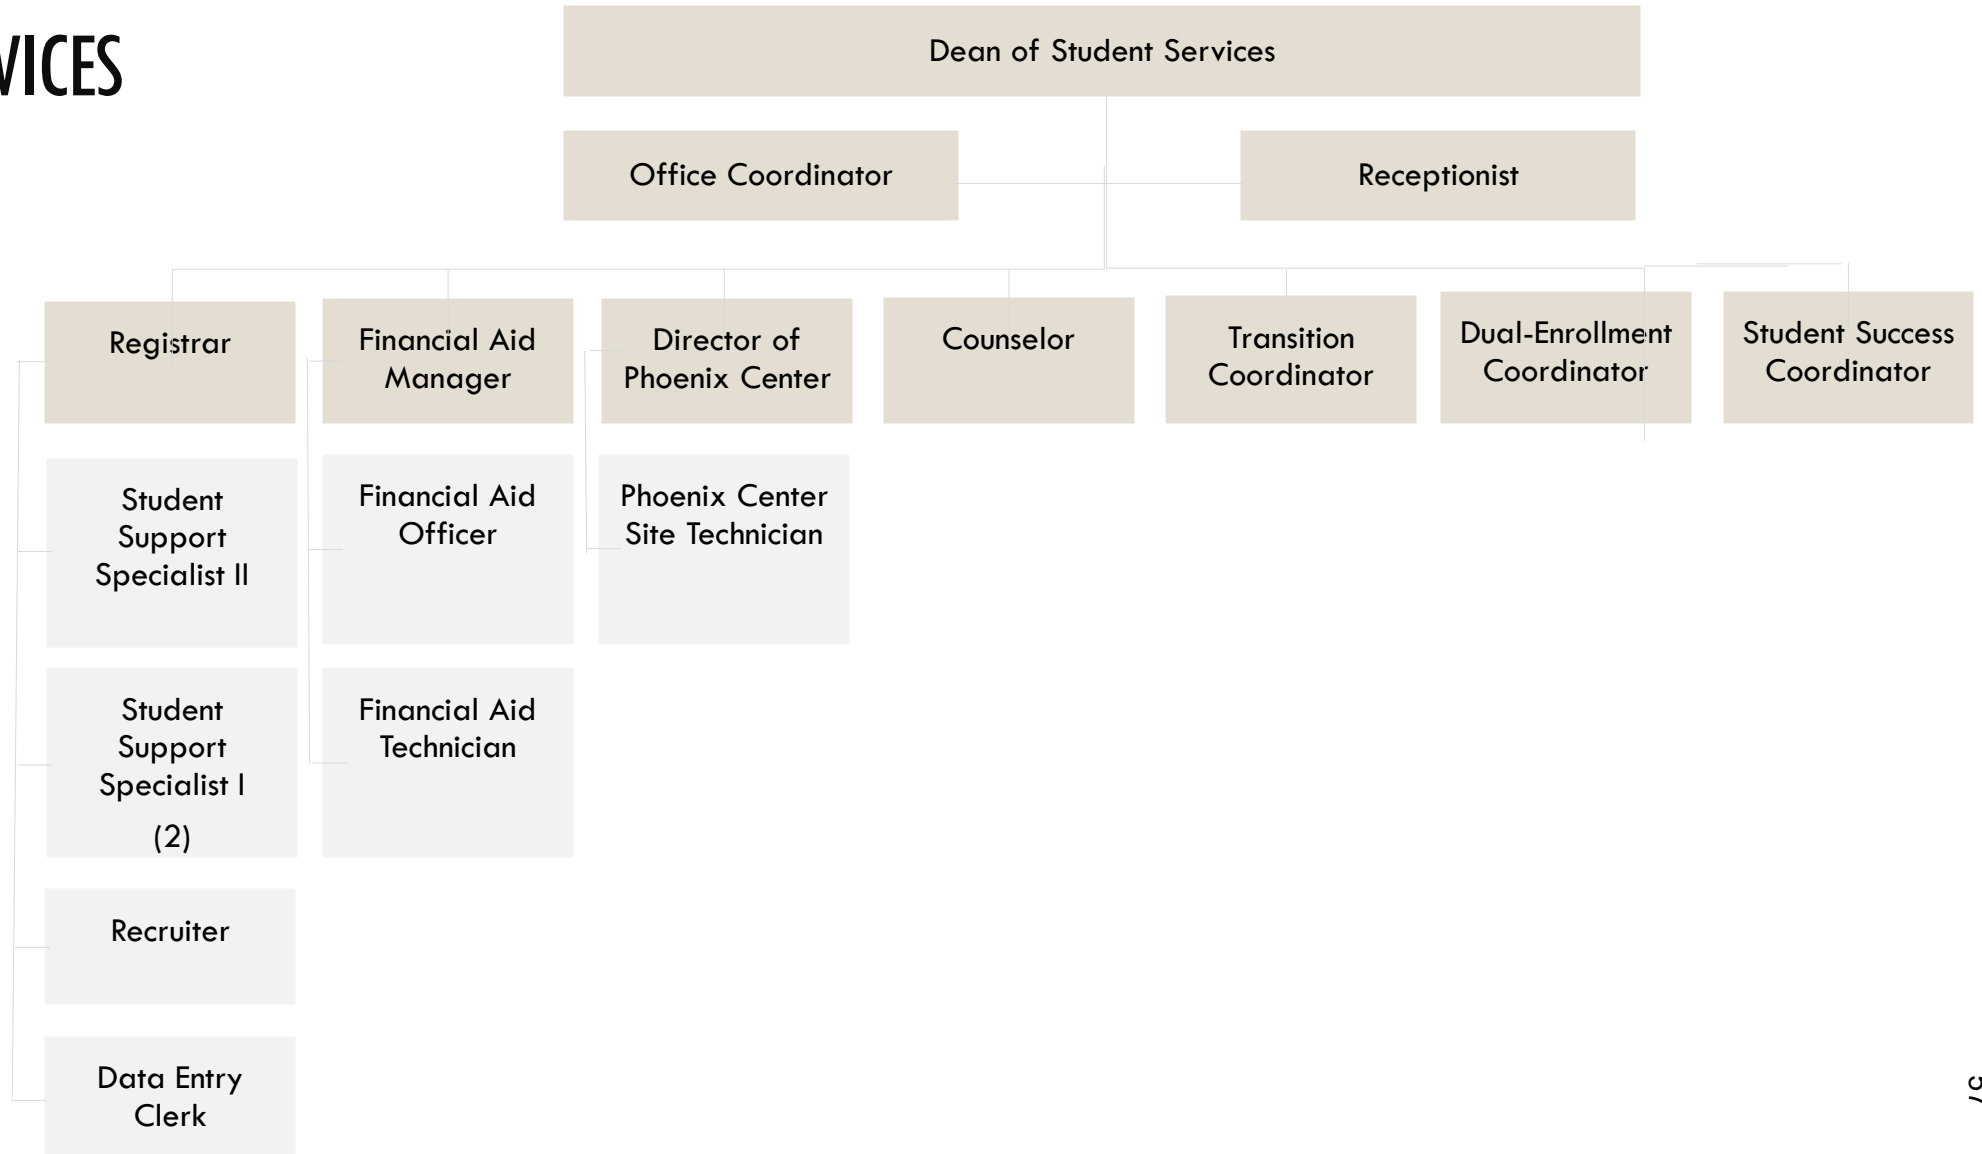 VICES
Dean of Student Services
Office Coordinator
Receptionist
Registrar
Financial Aid
Manager
Director of
Phoenix Center
Counselor
Transition
Coordinator
Dual-Enrollment
Coordinator
Student Success
Coordinator
Student
Support
Specialist II
Financial Aid
Officer
Phoenix Center
Site Technician
Student
Support
Specialist I
(2)
Financial Aid
Technician
Recruiter
Data Entry
Clerk